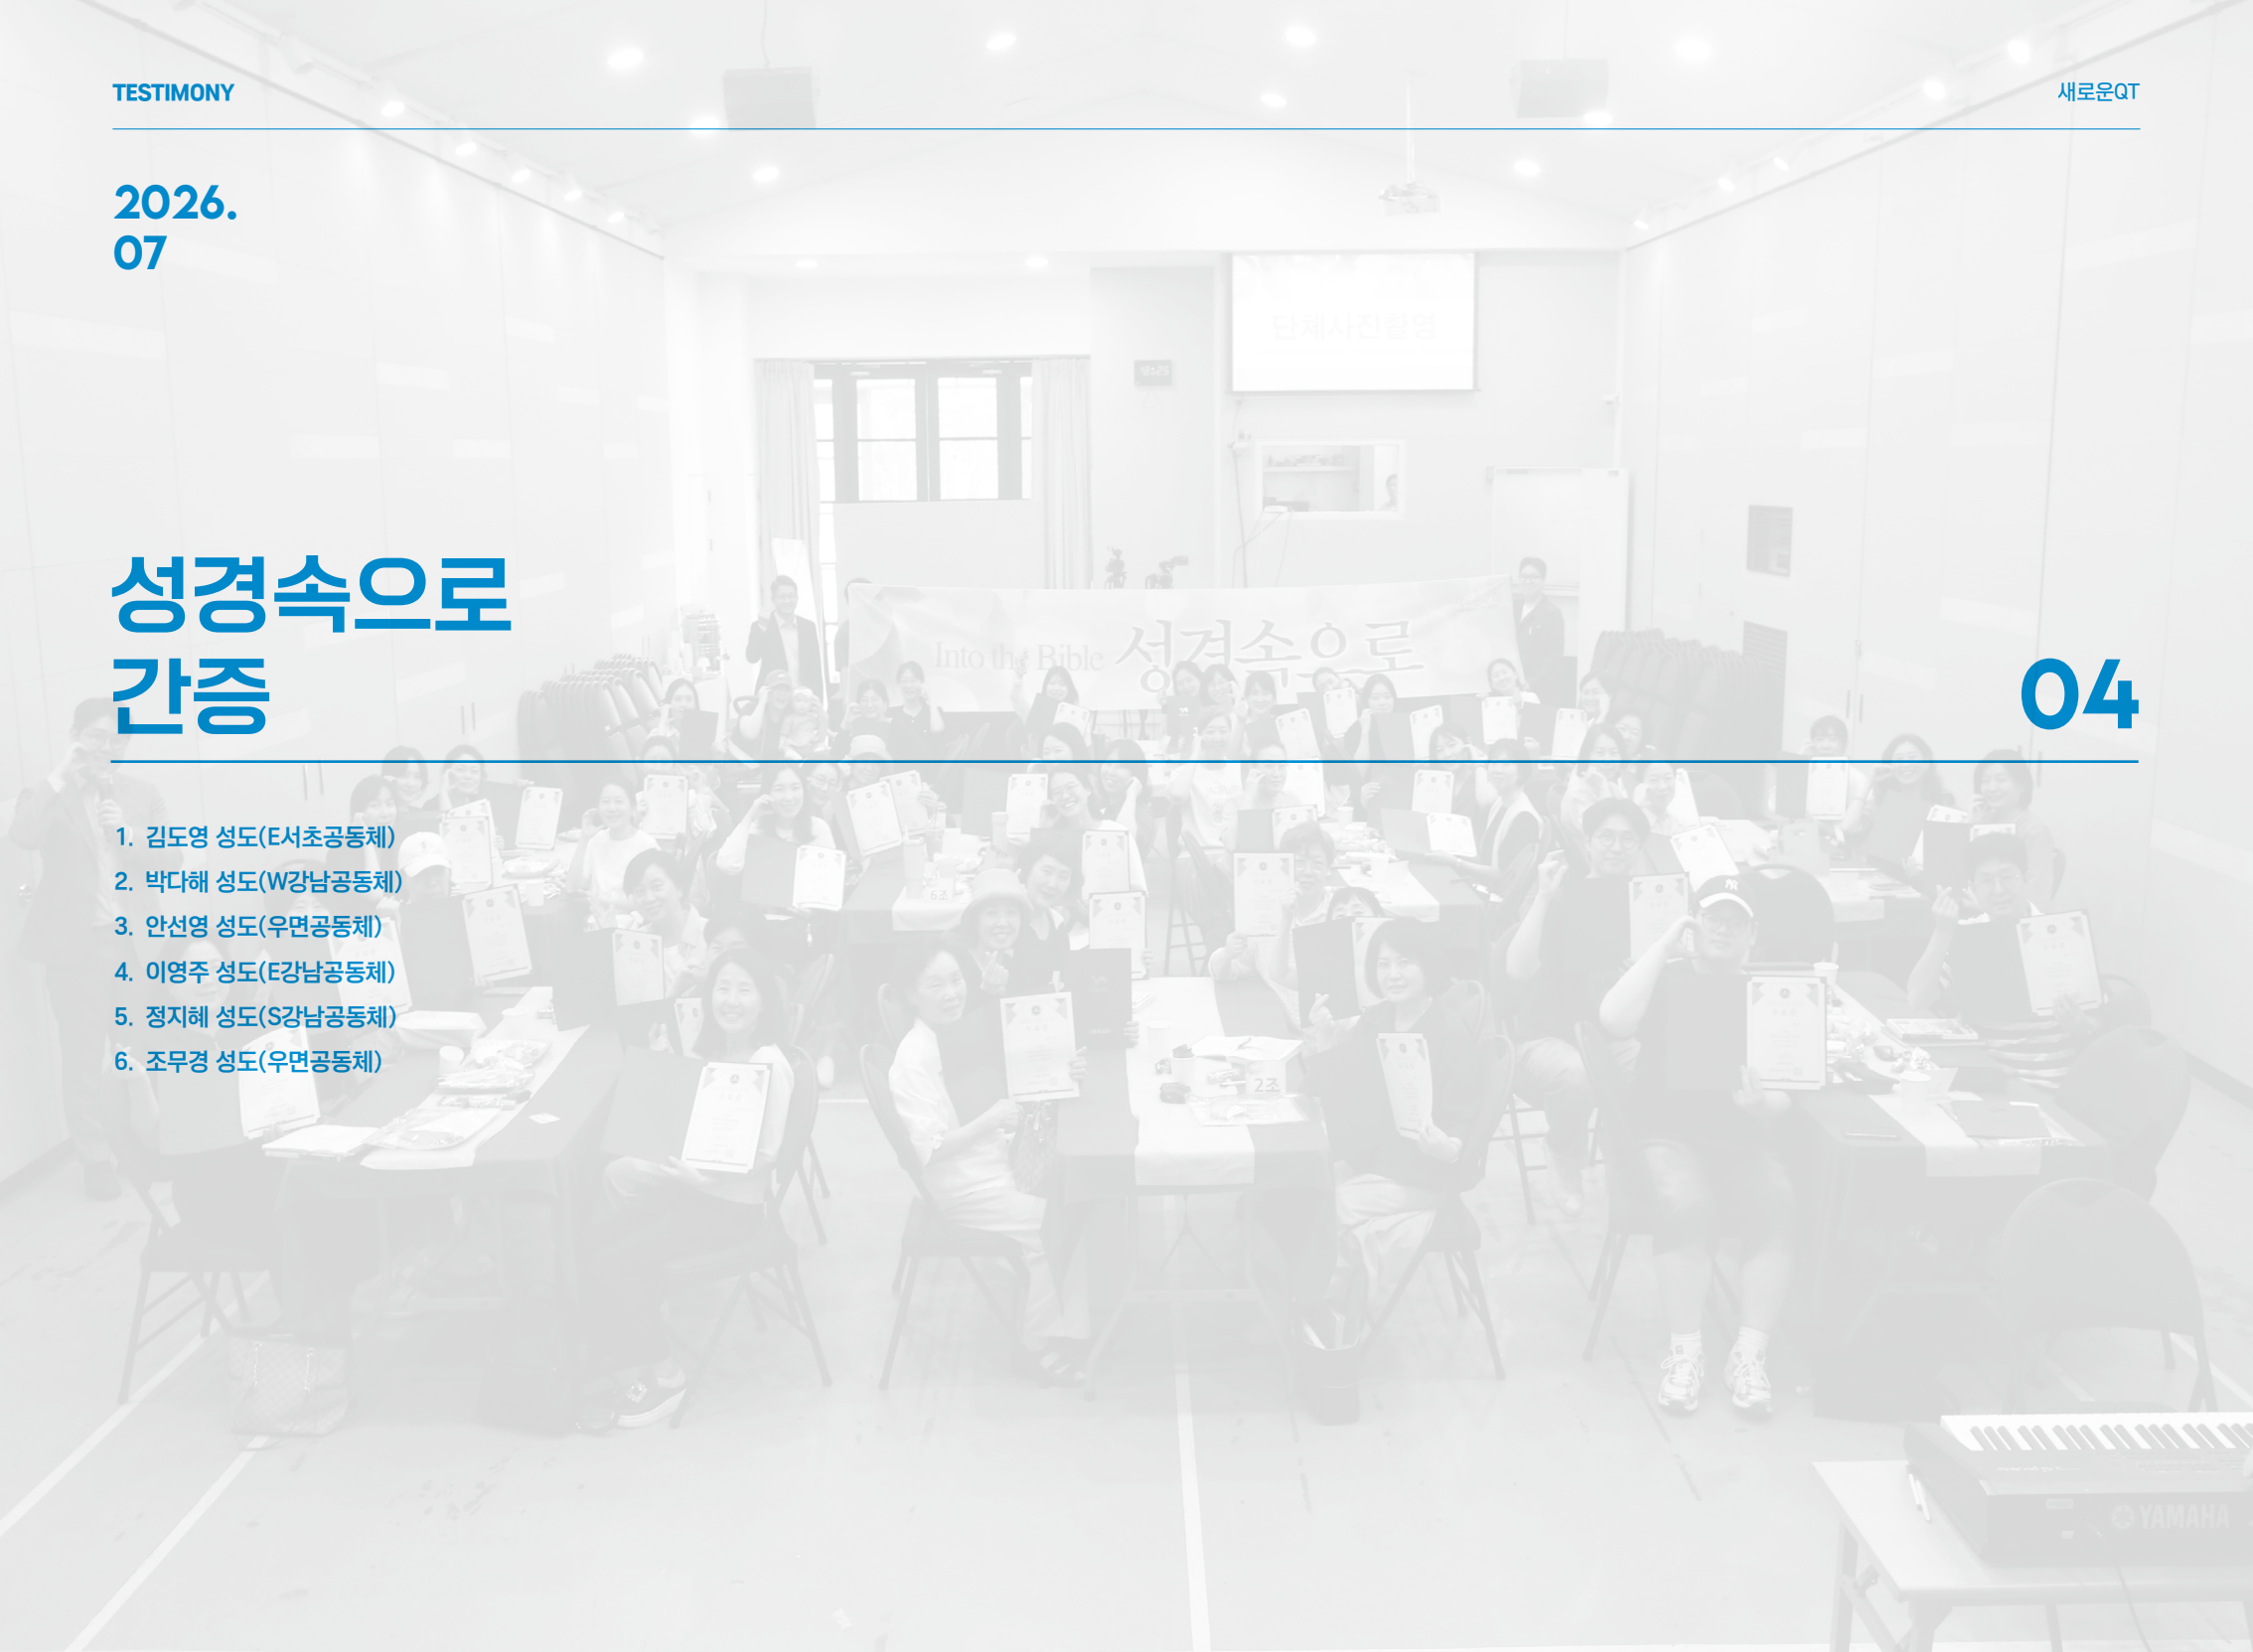 TESTIMONY
새로운QT
2026.
07
단체사진촬영
Into the Bible 성경속으로
성경속으로
간증
04
1. 김도영 성도(E서초공동체)
2. 박다해 성도(W강남공동체)
3. 안선영 성도(우면공동체)
4. 이영주 성도(E강남공동체)
5. 정지혜 성도(S강남공동체)
6. 조무경 성도(우면공동체)
6조
2조
YAMAHA